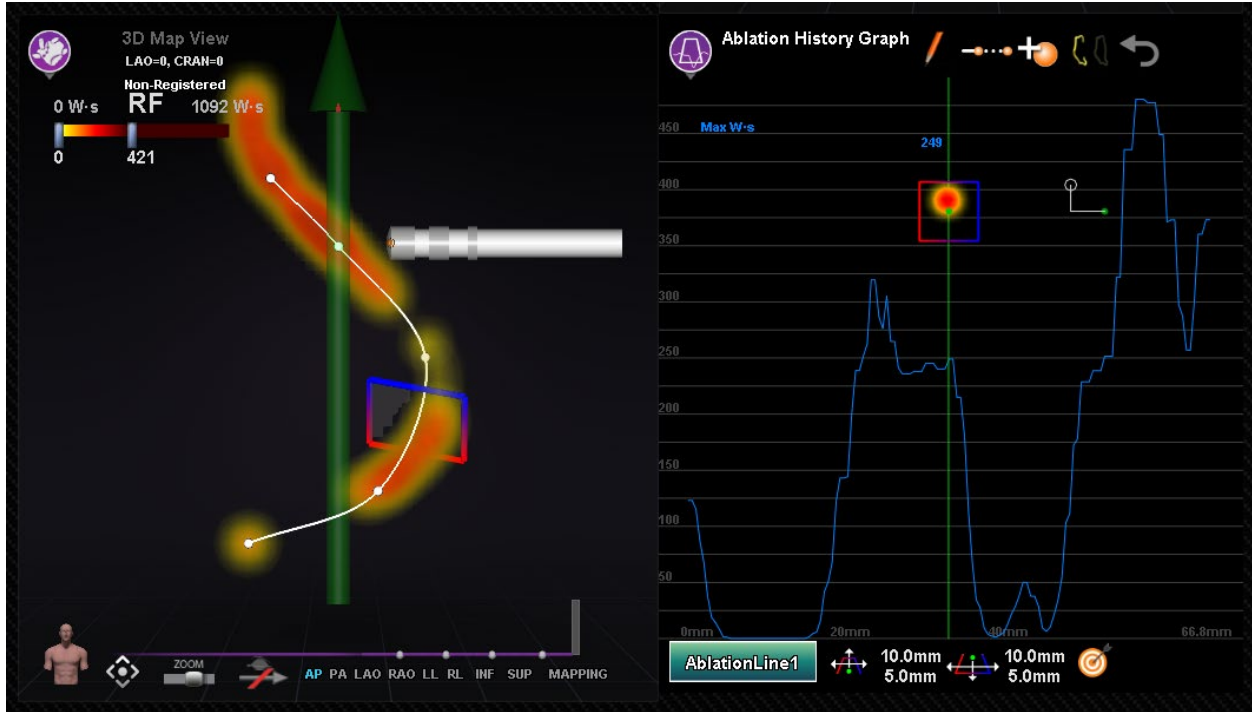 3D Map View
LAO=0, CRAN=0
Non-Registered
0 W·s RF 1092 W·s
0 421
ZOOM
AP PA LAO RAO LL RL INF SUP MAPPING
Ablation History Graph
450 Max W·s
249
400
350
300
250
200
150
100
50
0mm 20mm 40mm 66.8mm
AblationLine1
10.0mm 10.0mm
5.0mm 5.0mm